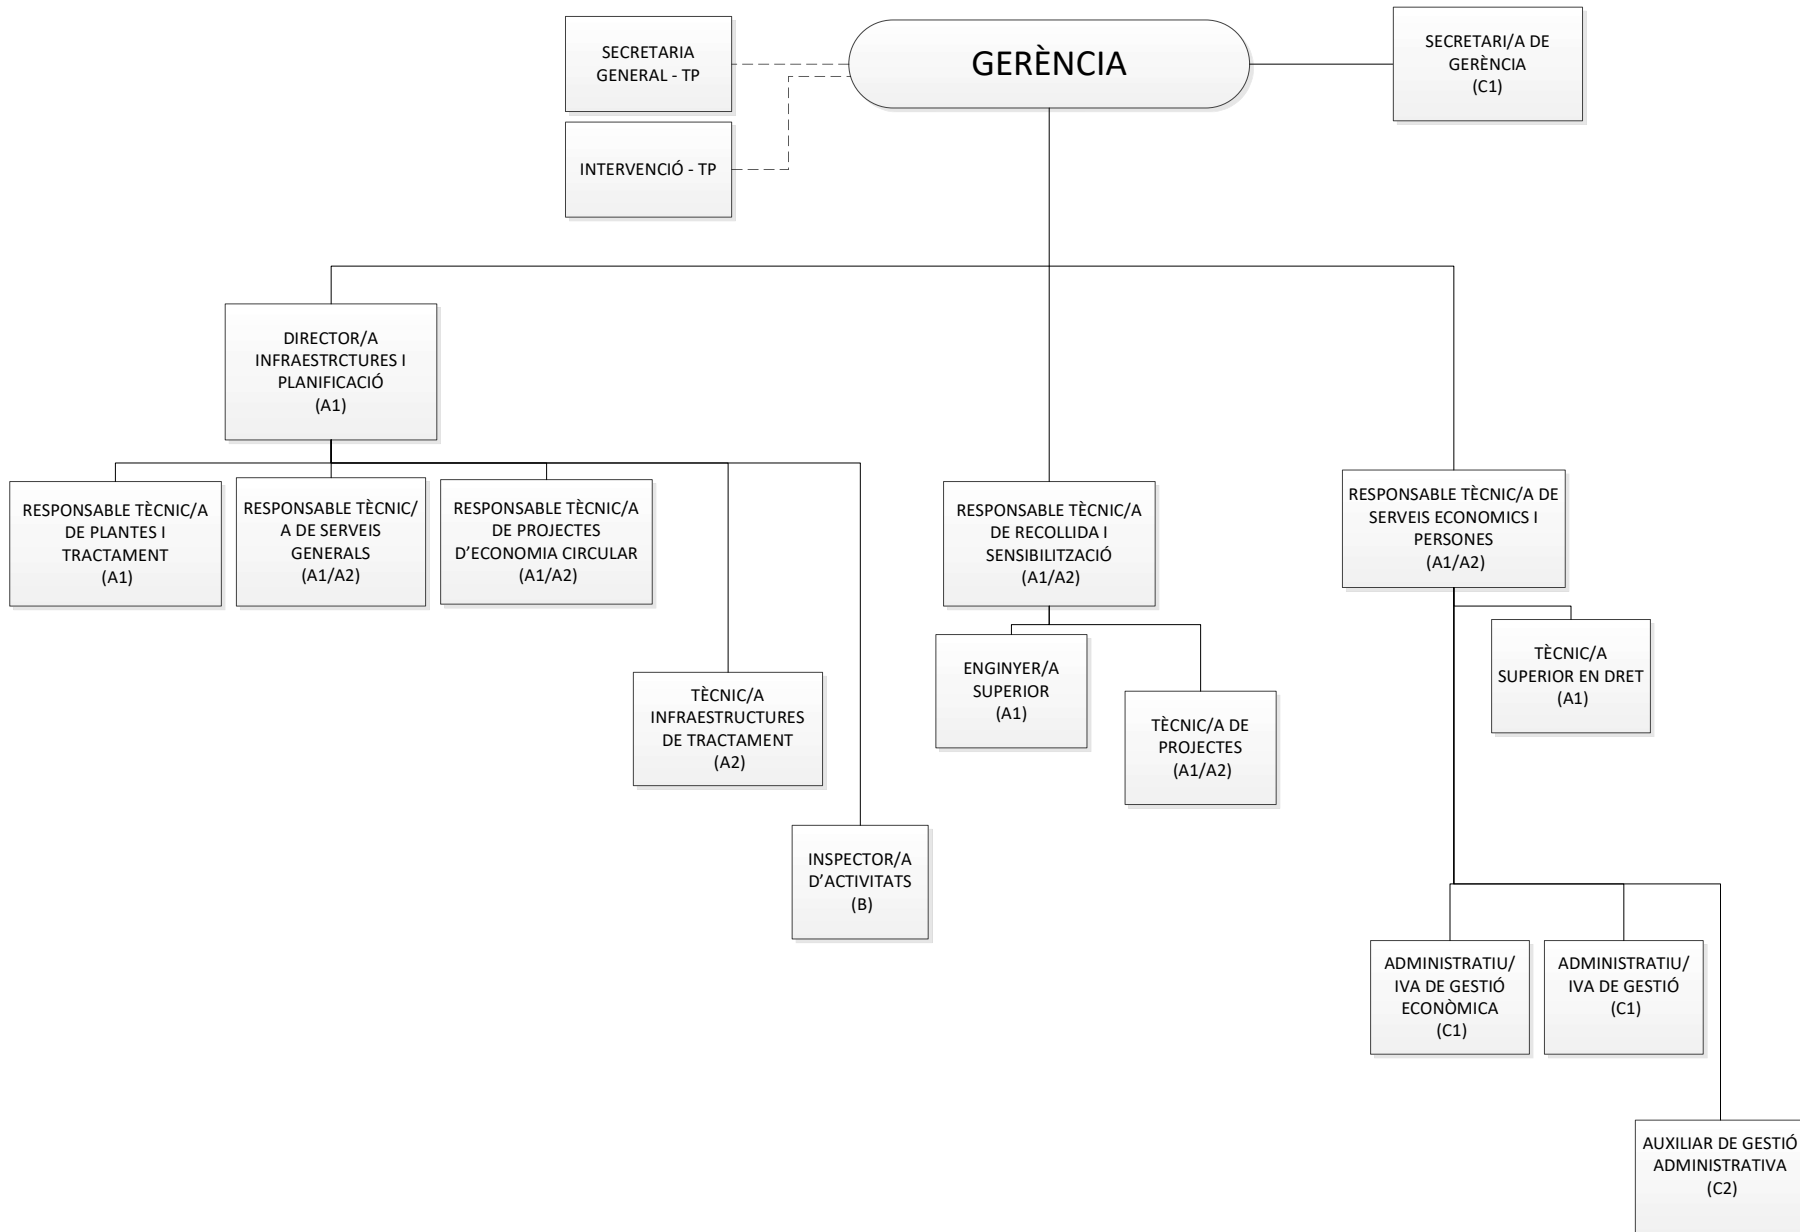 SECRETARIA
GENERAL - TP
GERÈNCIA
SECRETARI/A DE
GERÈNCIA
(C1)
INTERVENCIÓ - TP
DIRECTOR/A
INFRAESTRCTURES I
PLANIFICACIÓ
(A1)
RESPONSABLE TÈCNIC/A
DE PLANTES I
TRACTAMENT
(A1)
RESPONSABLE TÈCNIC/
A DE SERVEIS
GENERALS
(A1/A2)
RESPONSABLE TÈCNIC/A
DE PROJECTES
D’ECONOMIA CIRCULAR
(A1/A2)
RESPONSABLE TÈCNIC/A
DE RECOLLIDA I
SENSIBILITZACIÓ
(A1/A2)
RESPONSABLE TÈCNIC/A DE
SERVEIS ECONOMICS I
PERSONES
(A1/A2)
TÈCNIC/A
INFRAESTRUCTURES
DE TRACTAMENT
(A2)
ENGINYER/A
SUPERIOR
(A1)
TÈCNIC/A DE
PROJECTES
(A1/A2)
TÈCNIC/A
SUPERIOR EN DRET
(A1)
INSPECTOR/A
D’ACTIVITATS
(B)
ADMINISTRATIU/
IVA DE GESTIÓ
ECONÒMICA
(C1)
ADMINISTRATIU/
IVA DE GESTIÓ
(C1)
AUXILIAR DE GESTIÓ
ADMINISTRATIVA
(C2)